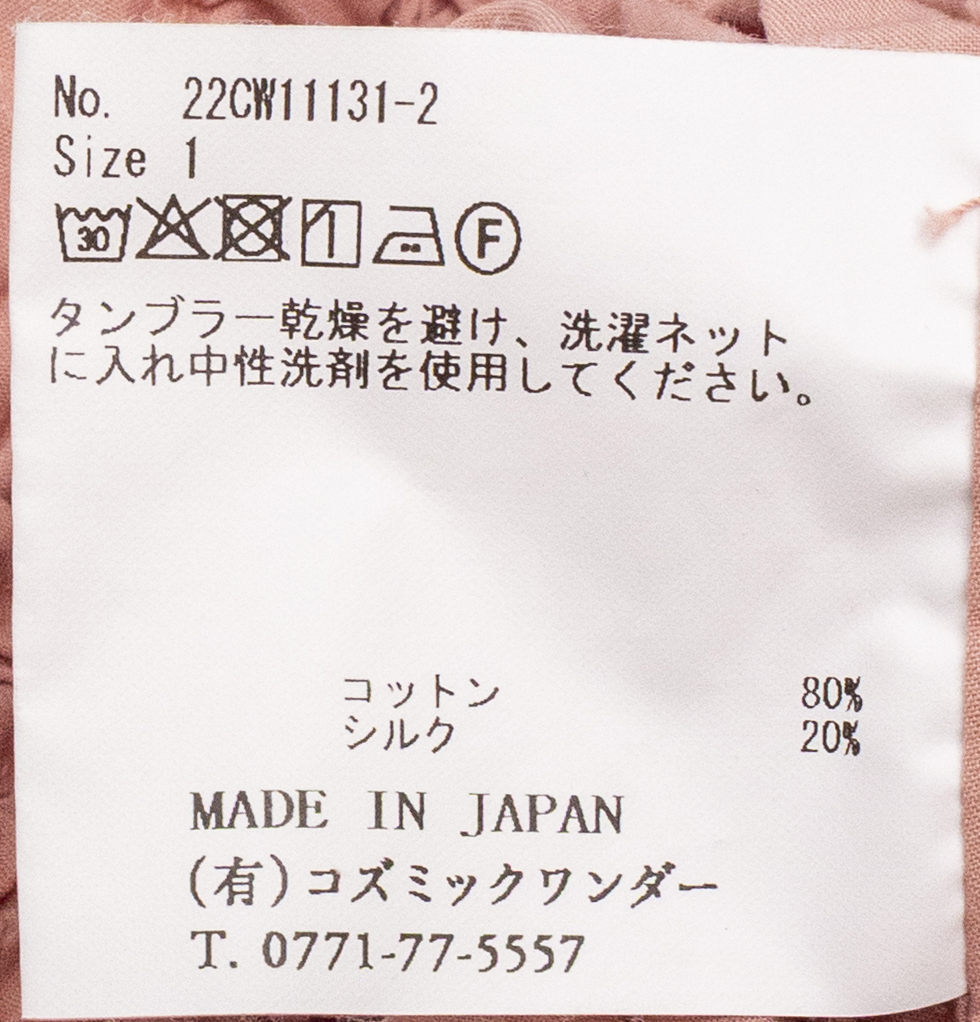 No. 22CW11131-2
Size 1
30 F
タンブラー乾燥を避け、洗濯ネット
に入れ中性洗剤を使用してください。
コットン 80%
シルク 20%
MADE IN JAPAN
(有)コズミックワンダー
T. 0771-77-5557